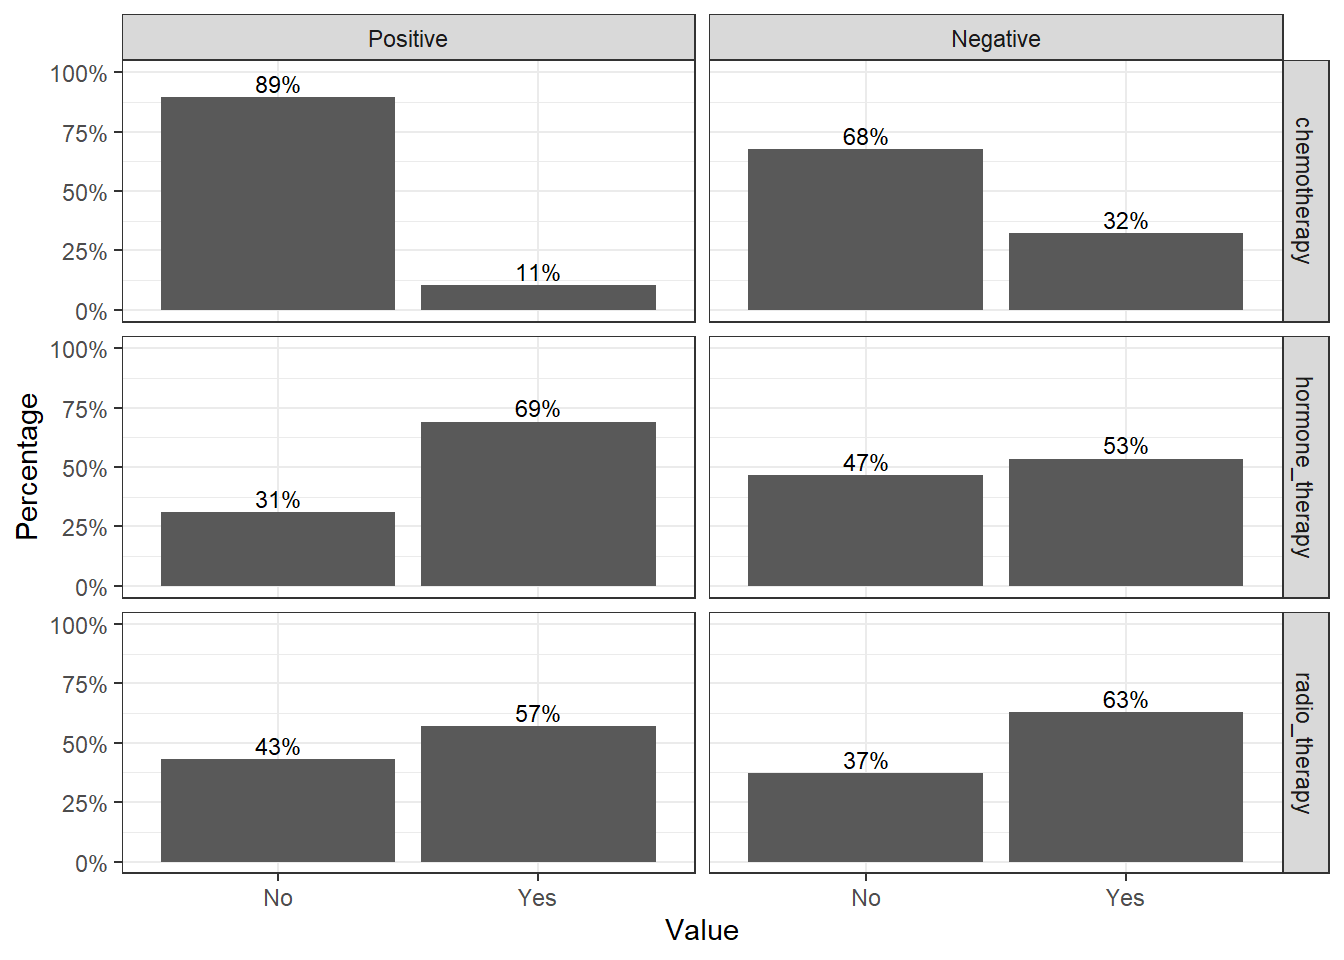 Positive
Negative
100%
75%
50%
25%
0%
89%
11%
68%
32%
chemotherapy
100%
75%
50%
25%
0%
31%
69%
47%
53%
hormone_therapy
100%
75%
50%
25%
0%
43%
57%
37%
63%
radio_therapy
No
Yes
No
Yes
Percentage
Value